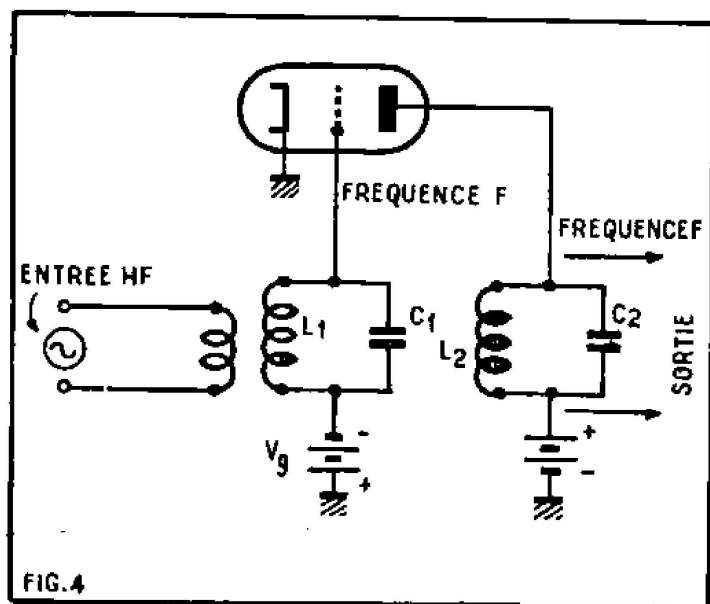 FREQUENCE F
FREQUENCEF
ENTREE HF
L1
C1
L2
C2
SORTIE
Vg
-
+
+
-
FIG.4